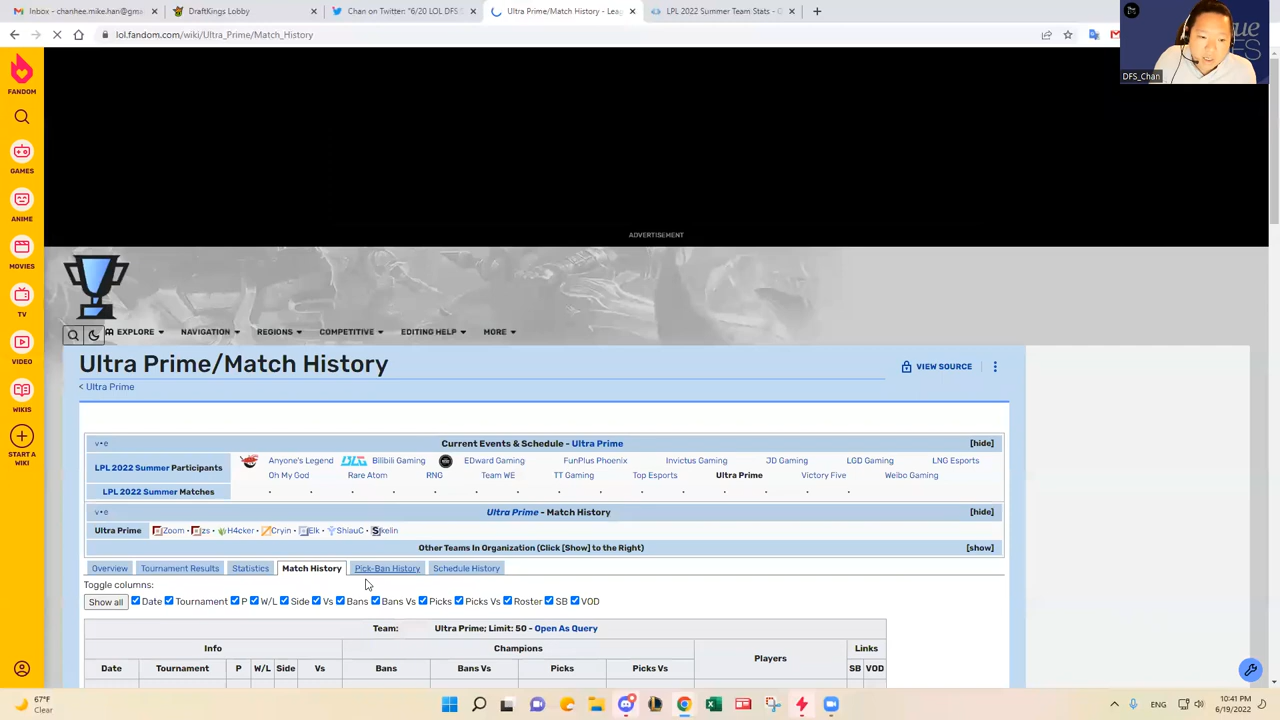 Inbox
@gmail.c
DraftKings Lobby
Chan on Twitter: "6/20 LOL DFS
Ultra Prime/Match History - Lea
LPL 2022 Summer Team Stats - O
lol.fandom.com/wiki/Ultra_Prime/Match_History
DFS_Chan
FANDOM
GAMES
ANIME
MOVIES
TV
VIDEO
WIKIS
START A
WIKI
ADVERTISEMENT
EXPLORE NAVIGATION REGIONS COMPETITIVE EDITING HELP MORE
Ultra Prime/Match History
VIEW SOURCE
< Ultra Prime
v•e Current Events & Schedule - Ultra Prime [hide]
LPL 2022 Summer Participants
Anyone's Legend Bilibili Gaming EDward Gaming FunPlus Phoenix Invictus Gaming JD Gaming LGD Gaming LNG Esports
Oh My God Rare Atom RNG Team WE TT Gaming Top Esports Ultra Prime Victory Five Weibo Gaming
LPL 2022 Summer Matches
v•e Ultra Prime - Match History [hide]
Ultra Prime Zoom • zs • H4cker • Cryin • Elk • ShiauC • Skelin
Other Teams In Organization (Click [Show] to the Right) [show]
Overview Tournament Results Statistics Match History Pick-Ban History Schedule History
Toggle columns:
Show all Date Tournament P W/L Side Vs Bans Bans Vs Picks Picks Vs Roster SB VOD
Team: Ultra Prime; Limit: 50 - Open As Query
Info Champions Players Links
Date Tournament P W/L Side Vs Bans Bans Vs Picks Picks Vs SB VOD
67°F
Clear
ENG
10:41 PM
6/19/2022